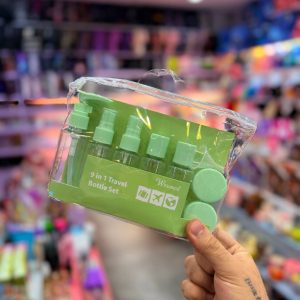 9 in 1 Travel
Bottle Set